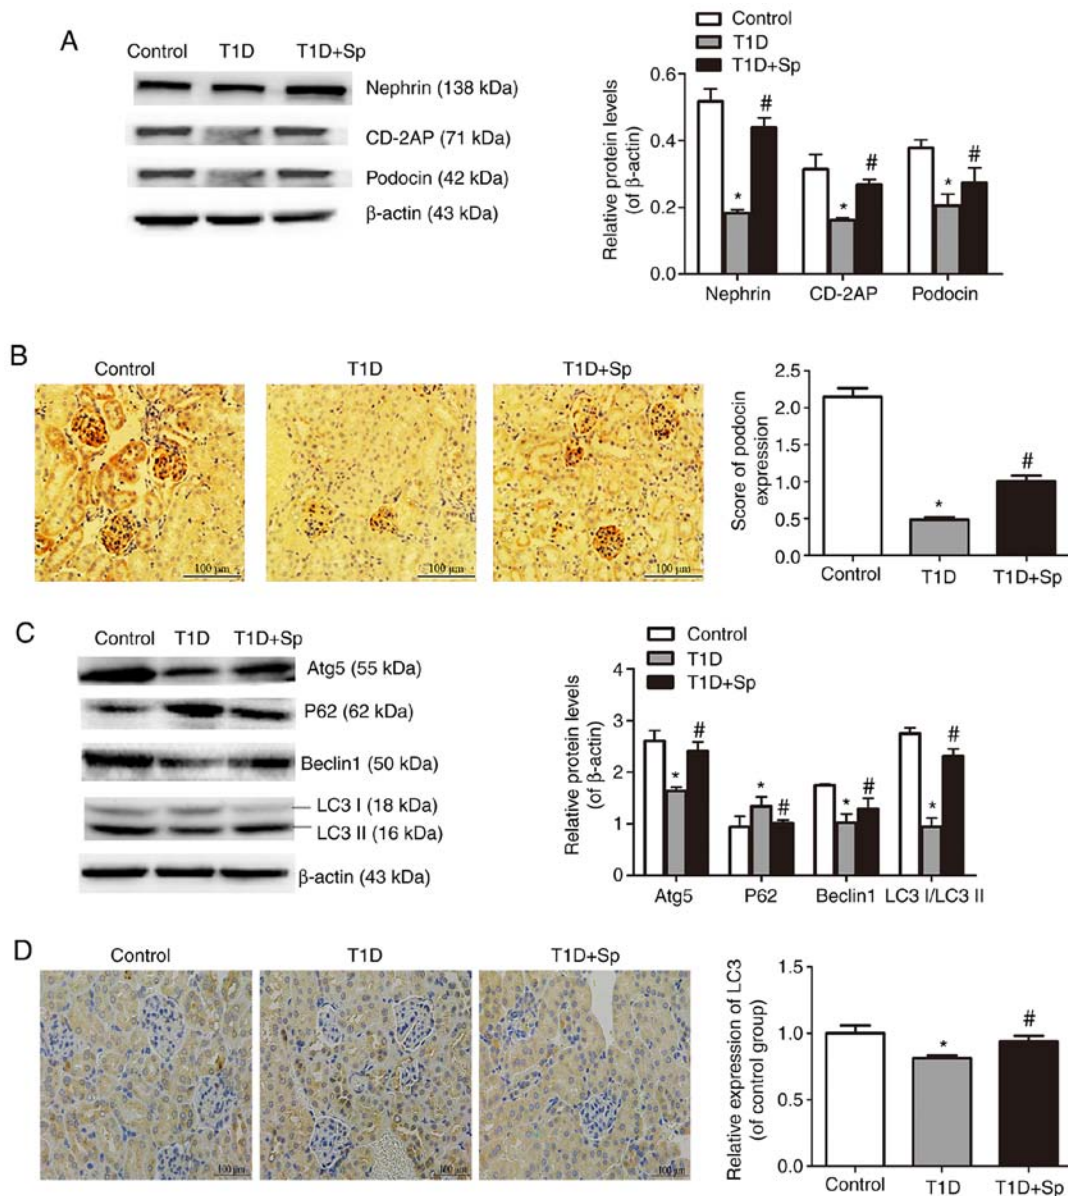 A
Control T1D T1D+Sp
Nephrin (138 kDa)
CD-2AP (71 kDa)
Podocin (42 kDa)
β-actin (43 kDa)
Control
T1D
T1D+Sp
Relative protein levels
(of β-actin)
0.6
0.4
0.2
0.0
# # #
* * *
Nephrin CD-2AP Podocin
B
Control T1D T1D+Sp
100 μm 100 μm 100 μm
Score of podocin
expression
2.5
2.0
1.5
1.0
0.5
0.0
#
*
Control T1D T1D+Sp
C
Control T1D T1D+Sp
Atg5 (55 kDa)
P62 (62 kDa)
Beclin1 (50 kDa)
LC3 I (18 kDa)
LC3 II (16 kDa)
β-actin (43 kDa)
Control
T1D
T1D+Sp
Relative protein levels
(of β-actin)
4
3
2
1
0
* # * # * # * #
Atg5 P62 Beclin1 LC3 I/LC3 II
D
Control T1D T1D+Sp
100 μm 100 μm 100 μm
Relative expression of LC3
(of control group)
1.5
1.0
0.5
0.0
* #
Control T1D T1D+Sp